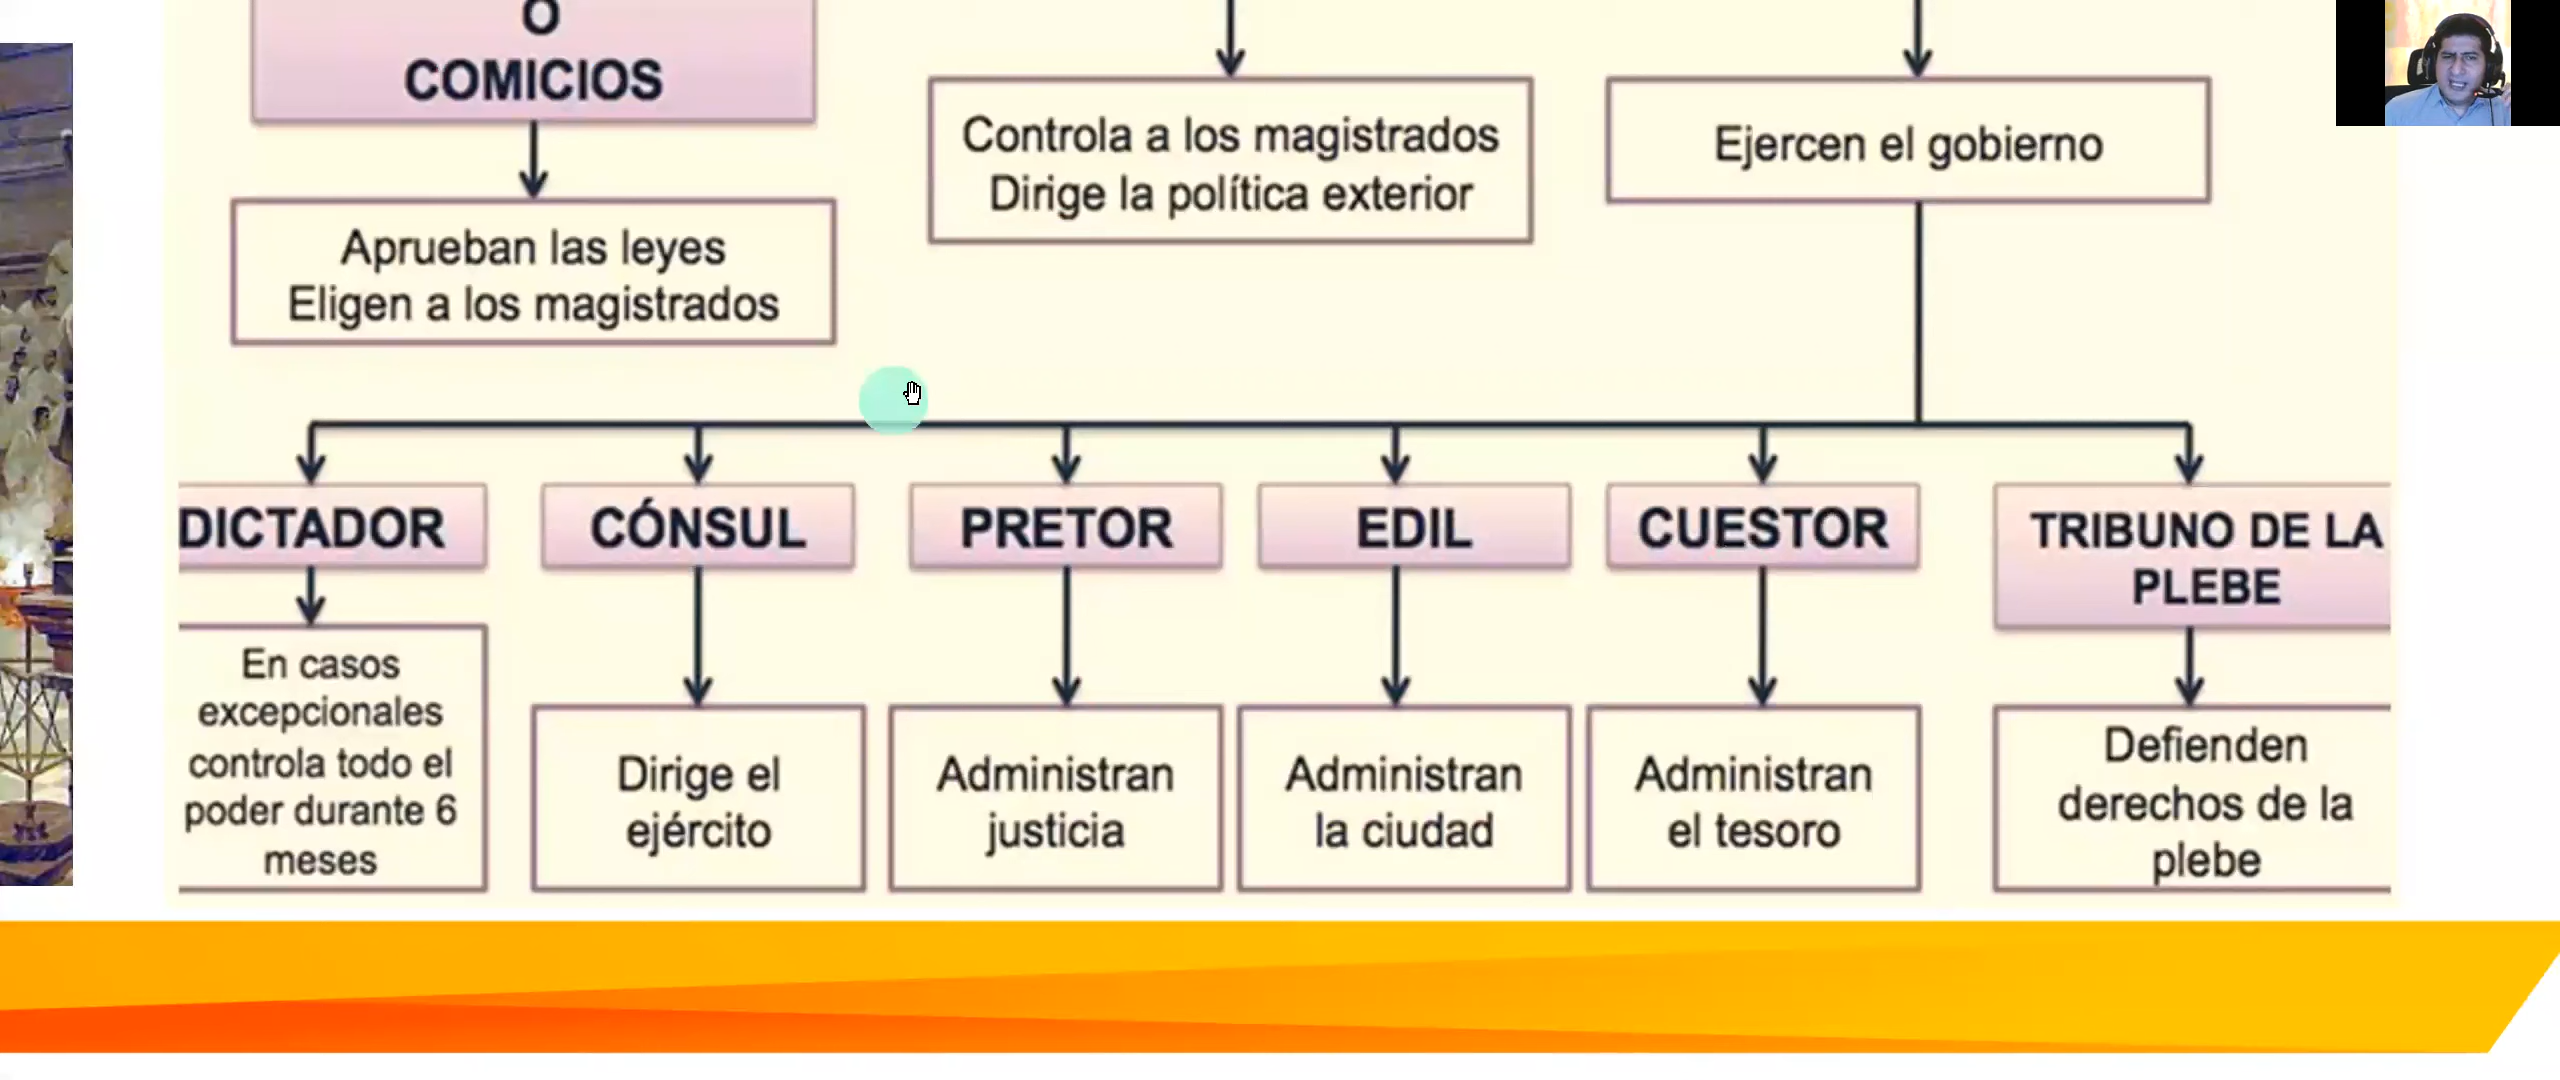 O
COMICIOS
Aprueban las leyes
Eligen a los magistrados
Controla a los magistrados
Dirige la política exterior
Ejercen el gobierno
DICTADOR
En casos
excepcionales
controla todo el
poder durante 6
meses
CÓNSUL
Dirige el
ejército
PRETOR
Administran
justicia
EDIL
Administran
la ciudad
CUESTOR
Administran
el tesoro
TRIBUNO DE LA
PLEBE
Defienden
derechos de la
plebe